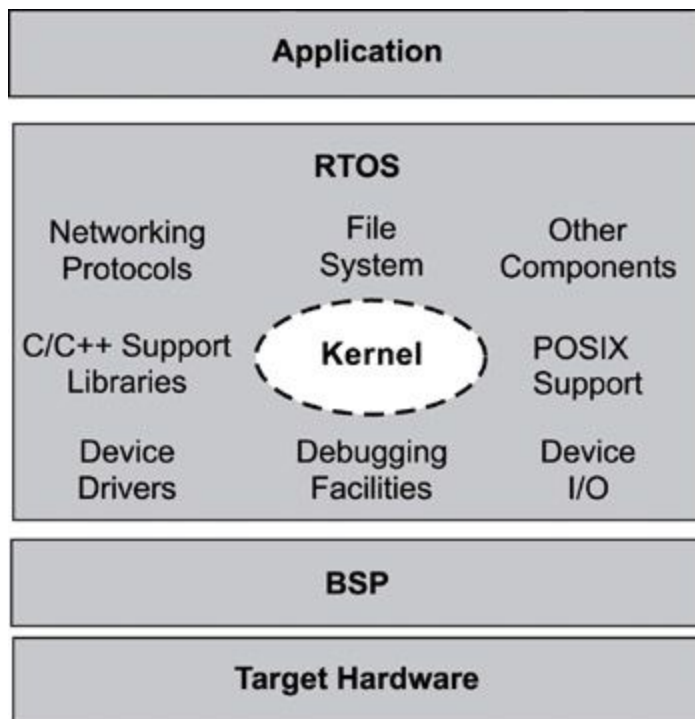 Application
RTOS
Networking
Protocols
File
System
Other
Components
C/C++ Support
Libraries
Kernel
POSIX
Support
Device
Drivers
Debugging
Facilities
Device
I/O
BSP
Target Hardware